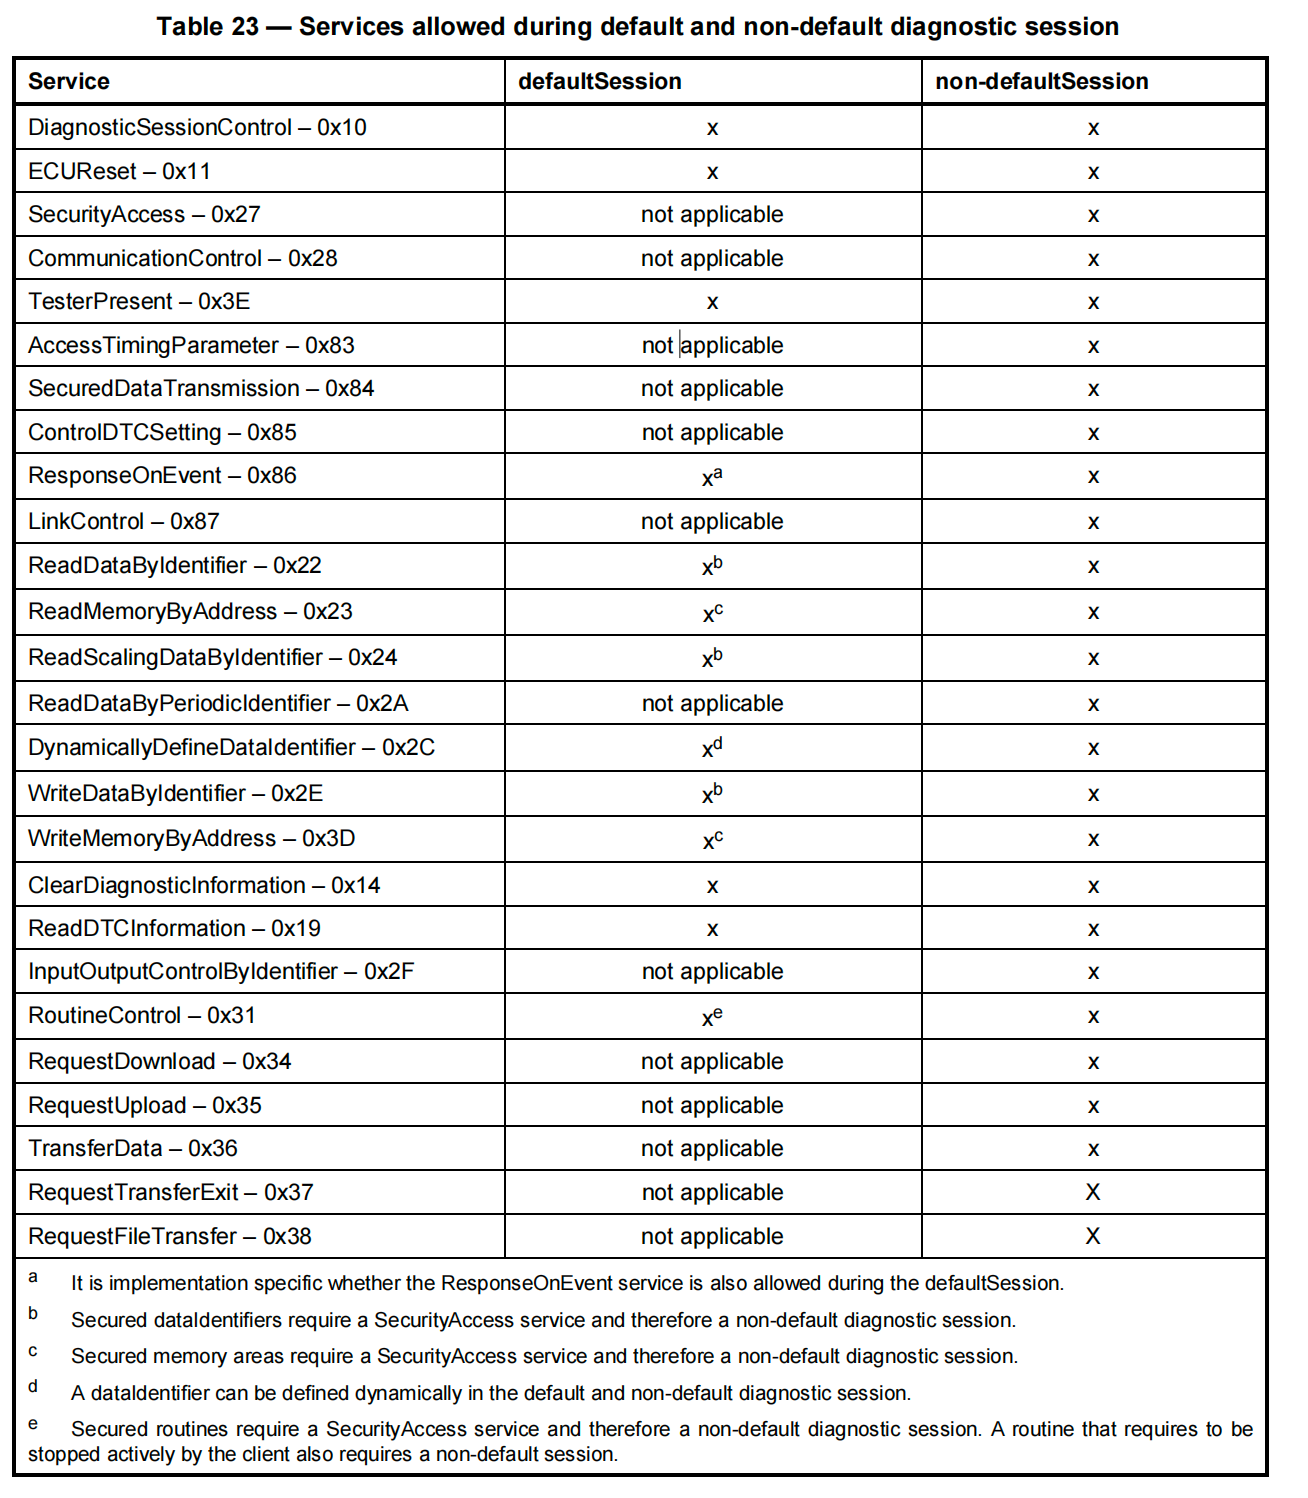 Table 23 — Services allowed during default and non-default diagnostic session
Service defaultSession non-defaultSession
DiagnosticSessionControl – 0x10 x x
ECUReset – 0x11 x x
SecurityAccess – 0x27 not applicable x
CommunicationControl – 0x28 not applicable x
TesterPresent – 0x3E x x
AccessTimingParameter – 0x83 not applicable x
SecuredDataTransmission – 0x84 not applicable x
ControlDTCSetting – 0x85 not applicable x
ResponseOnEvent – 0x86 xᵃ x
LinkControl – 0x87 not applicable x
ReadDataByIdentifier – 0x22 xᵇ x
ReadMemoryByAddress – 0x23 xᶜ x
ReadScalingDataByIdentifier – 0x24 xᵇ x
ReadDataByPeriodicIdentifier – 0x2A not applicable x
DynamicallyDefineDataIdentifier – 0x2C xᵈ x
WriteDataByIdentifier – 0x2E xᵇ x
WriteMemoryByAddress – 0x3D xᶜ x
ClearDiagnosticInformation – 0x14 x x
ReadDTCInformation – 0x19 x x
InputOutputControlByIdentifier – 0x2F not applicable x
RoutineControl – 0x31 xᵉ x
RequestDownload – 0x34 not applicable x
RequestUpload – 0x35 not applicable x
TransferData – 0x36 not applicable x
RequestTransferExit – 0x37 not applicable X
RequestFileTransfer – 0x38 not applicable X
ᵃ It is implementation specific whether the ResponseOnEvent service is also allowed during the defaultSession.
ᵇ Secured dataIdentifiers require a SecurityAccess service and therefore a non-default diagnostic session.
ᶜ Secured memory areas require a SecurityAccess service and therefore a non-default diagnostic session.
ᵈ A dataIdentifier can be defined dynamically in the default and non-default diagnostic session.
ᵉ Secured routines require a SecurityAccess service and therefore a non-default diagnostic session. A routine that requires to be
stopped actively by the client also requires a non-default session.